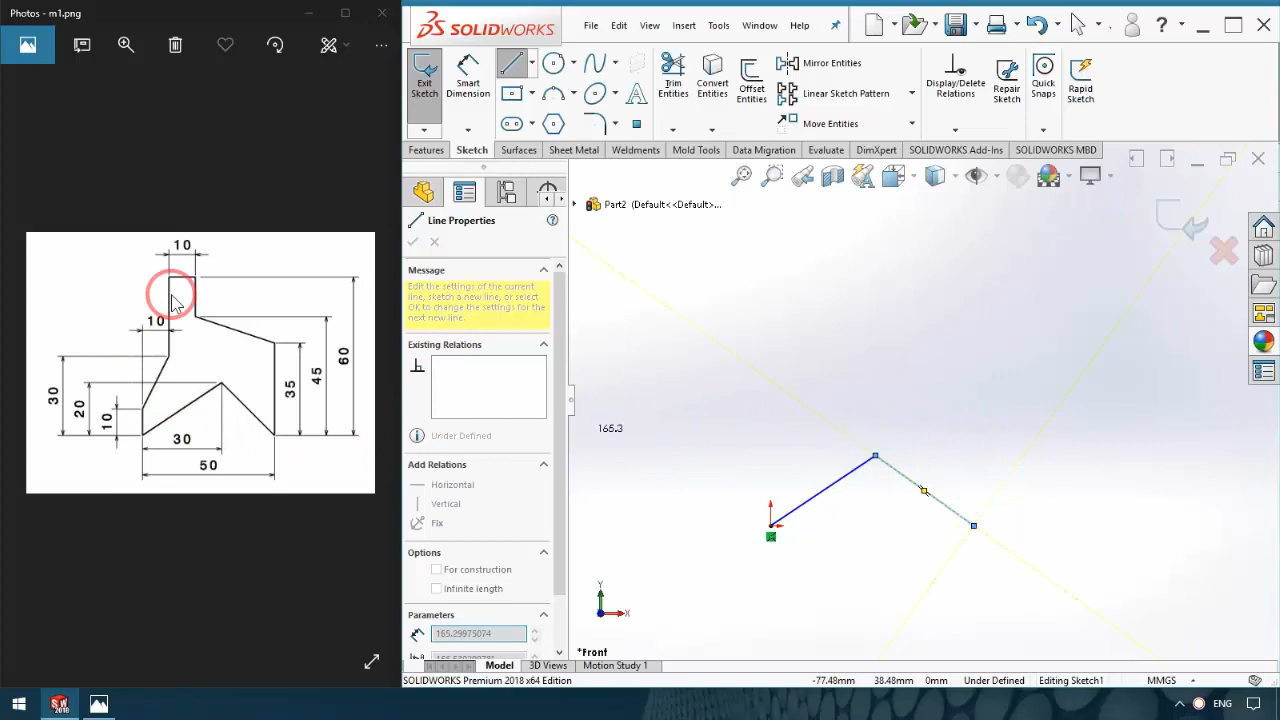 Photos - m1.png
10
10
30
20
10
30
50
35
45
60
SOLIDWORKS
File Edit View Insert Tools Window Help
Exit Sketch
Smart Dimension
Trim Entities
Convert Entities
Offset Entities
Mirror Entities
Linear Sketch Pattern
Move Entities
Display/Delete Relations
Repair Sketch
Quick Snaps
Rapid Sketch
Features Sketch Surfaces Sheet Metal Weldments Mold Tools Data Migration Evaluate DimXpert SOLIDWORKS Add-Ins SOLIDWORKS MBD
Part2 (Default<<Default>...
Line Properties
Message
Edit the settings of the current
line, sketch a new line, or select
OK to change the settings for the
next new line.
Existing Relations
Under Defined
Add Relations
Horizontal
Vertical
Fix
Options
For construction
Infinite length
Parameters
165.29975074
165.3
Y
X
*Front
Model 3D Views Motion Study 1
SOLIDWORKS Premium 2018 x64 Edition
-77.48mm 38.48mm 0mm Under Defined Editing Sketch1 MMGS
SW 2018
ENG